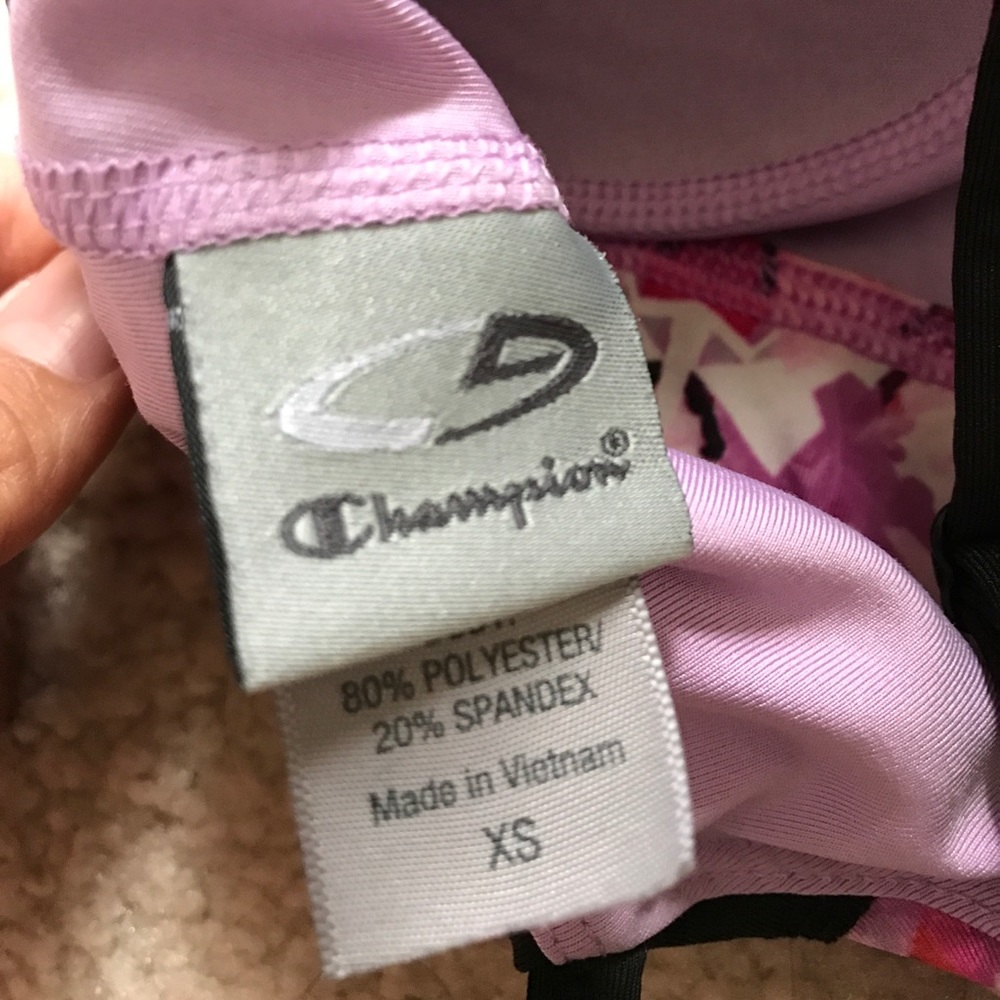 Champion®
80% POLYESTER/
20% SPANDEX
Made in Vietnam
XS